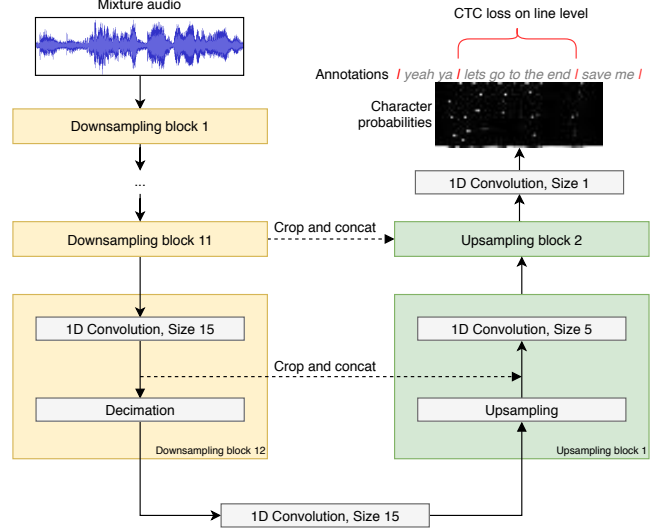 Mixture audio
CTC loss on line level
Annotations I yeah ya I lets go to the end I save me I
Character
probabilities
Downsampling block 1
...
1D Convolution, Size 1
Downsampling block 11
Crop and concat
Upsampling block 2
1D Convolution, Size 15
1D Convolution, Size 5
Crop and concat
Decimation
Upsampling
Downsampling block 12
Upsampling block 1
1D Convolution, Size 15